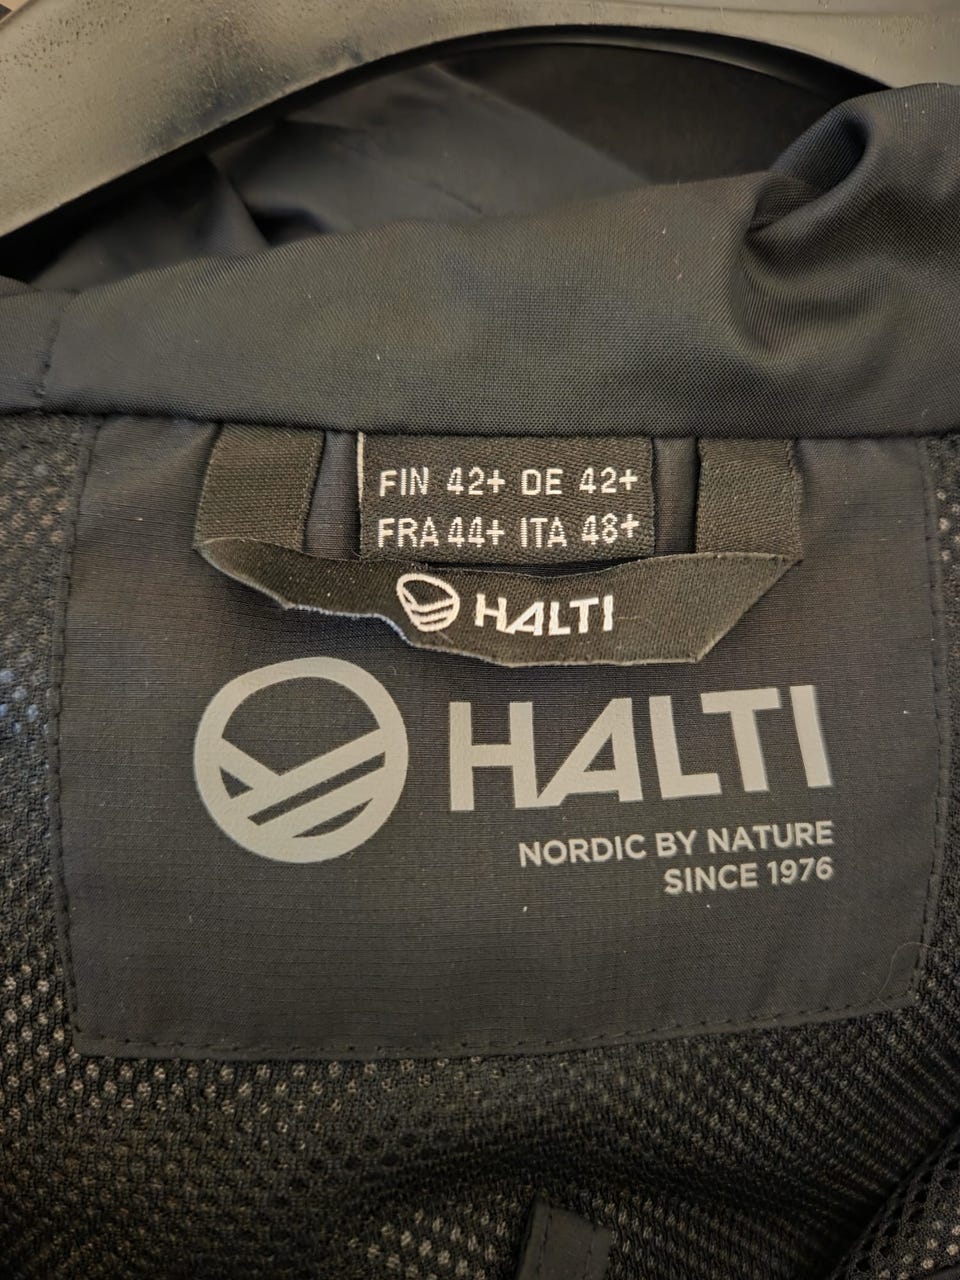 FIN 42+ DE 42+
FRA 44+ ITA 48+
HALTI
HALTI
NORDIC BY NATURE
SINCE 1976